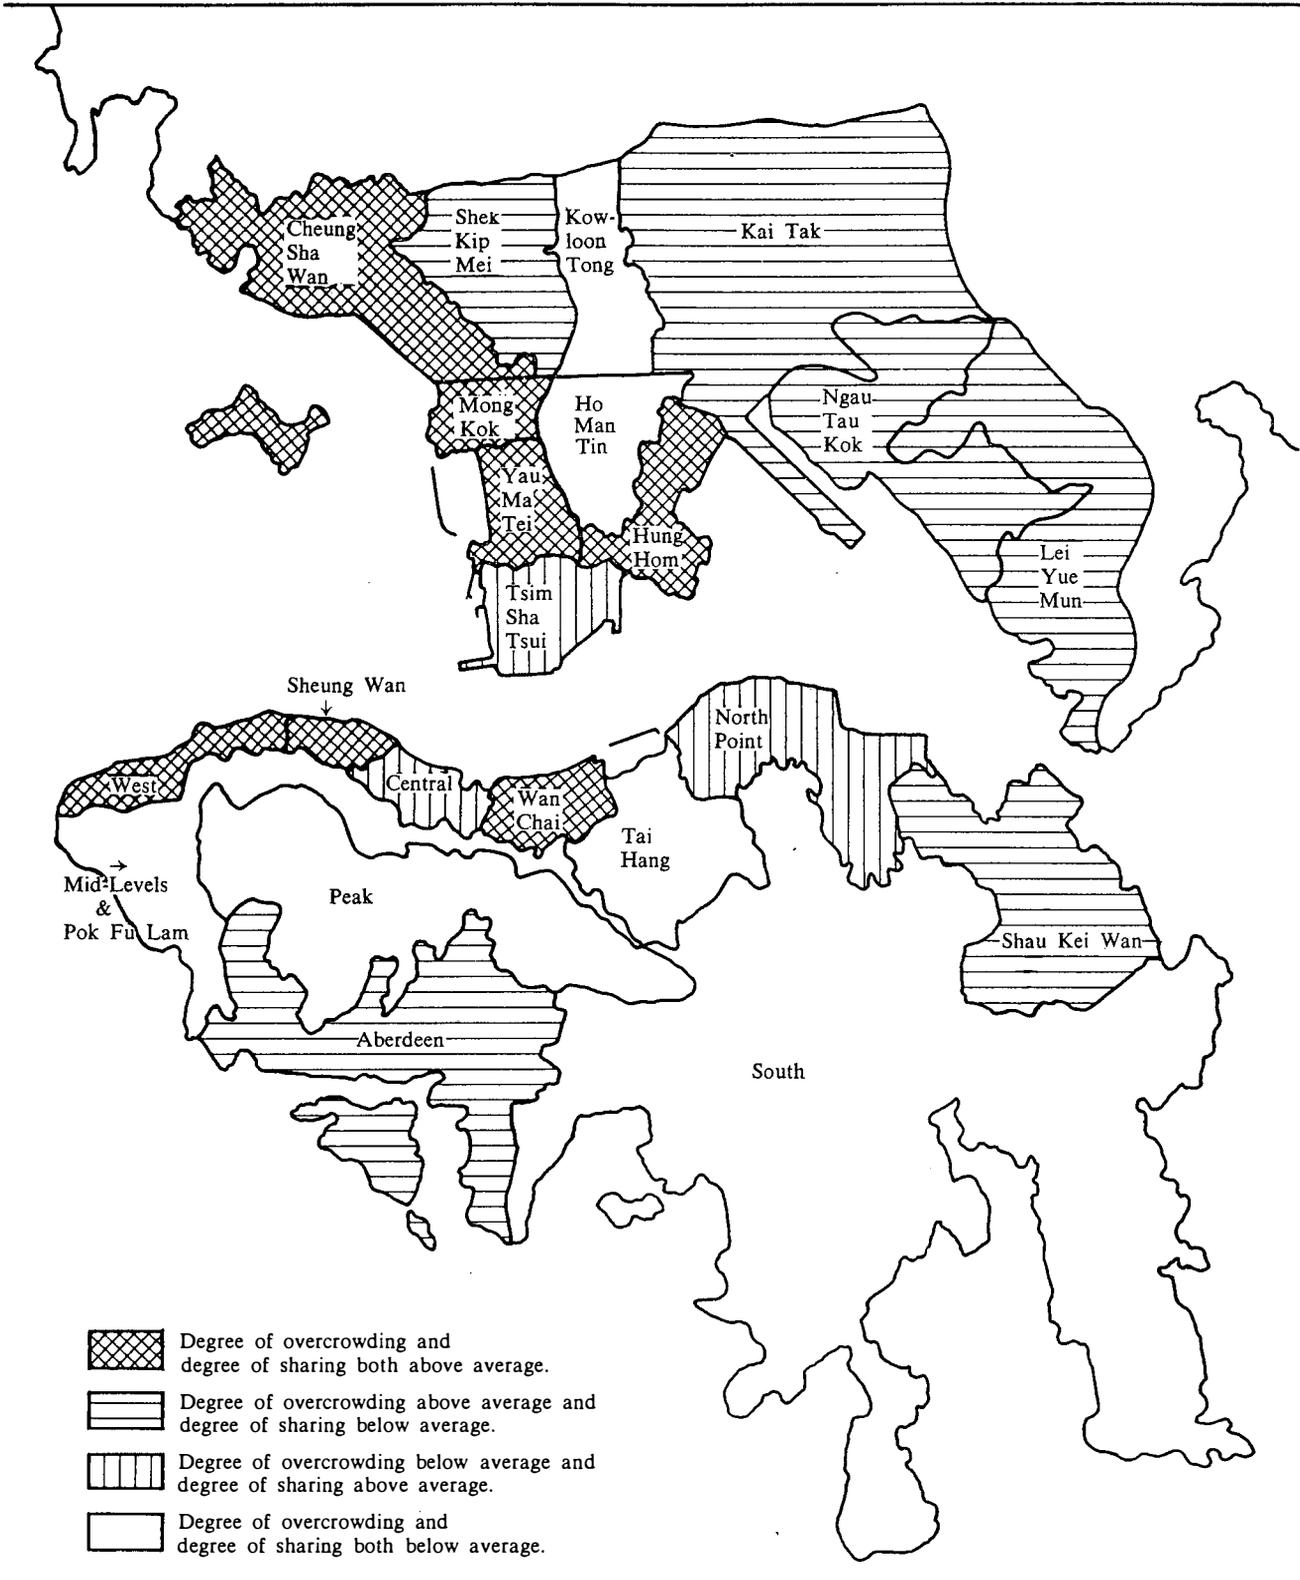 Cheung
Sha
Wan
Shek
Kip
Mei
Kow-
loon
Tong
Kai Tak
Mong
Kok
Ho
Man
Tin
Ngau
Tau
Kok
Yau
Ma
Tei
Hung
Hom
Lei
Yue
Mun
Tsim
Sha
Tsui
Sheung Wan
North
Point
West
Central
Wan
Chai
Tai
Hang
Mid-Levels
&
Pok Fu Lam
Peak
Shau Kei Wan
Aberdeen
South
Degree of overcrowding and
degree of sharing both above average.
Degree of overcrowding above average and
degree of sharing below average.
Degree of overcrowding below average and
degree of sharing above average.
Degree of overcrowding and
degree of sharing both below average.